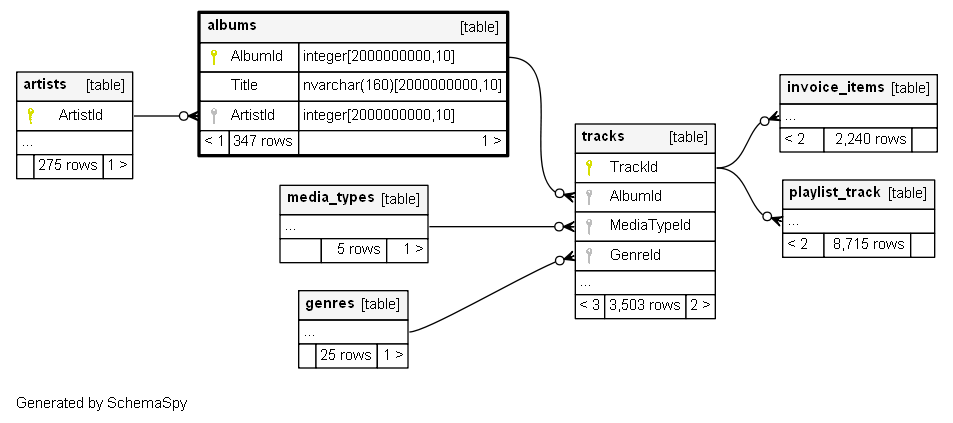 albums [table]
AlbumId integer[2000000000,10]
Title nvarchar(160)[2000000000,10]
ArtistId integer[2000000000,10]
< 1 347 rows 1 >
artists [table]
ArtistId
...
275 rows 1 >
media_types [table]
...
5 rows 1 >
genres [table]
...
25 rows 1 >
tracks [table]
TrackId
AlbumId
MediaTypeId
GenreId
...
< 3 3,503 rows 2 >
invoice_items [table]
...
< 2 2,240 rows
playlist_track [table]
...
< 2 8,715 rows
Generated by SchemaSpy